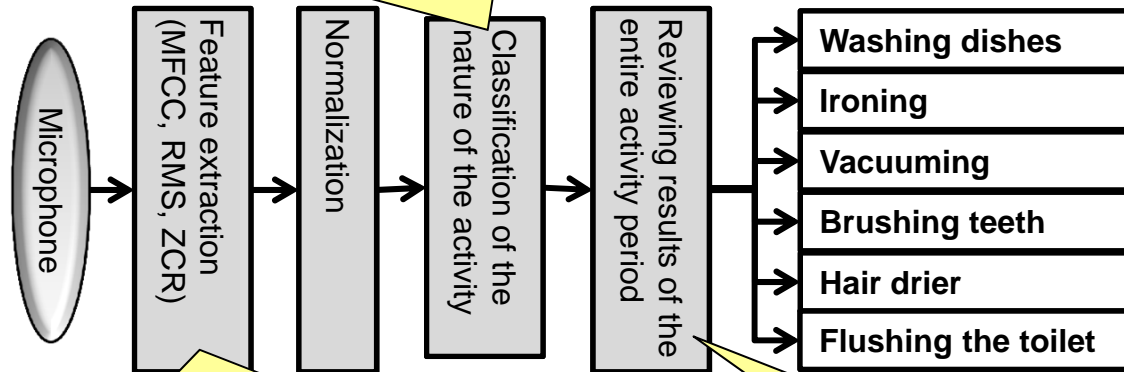 Microphone
Feature extraction
(MFCC, RMS, ZCR)
Normalization
Classification of the
nature of the activity
Reviewing results of the
entire activity period
Washing dishes
Ironing
Vacuuming
Brushing teeth
Hair drier
Flushing the toilet